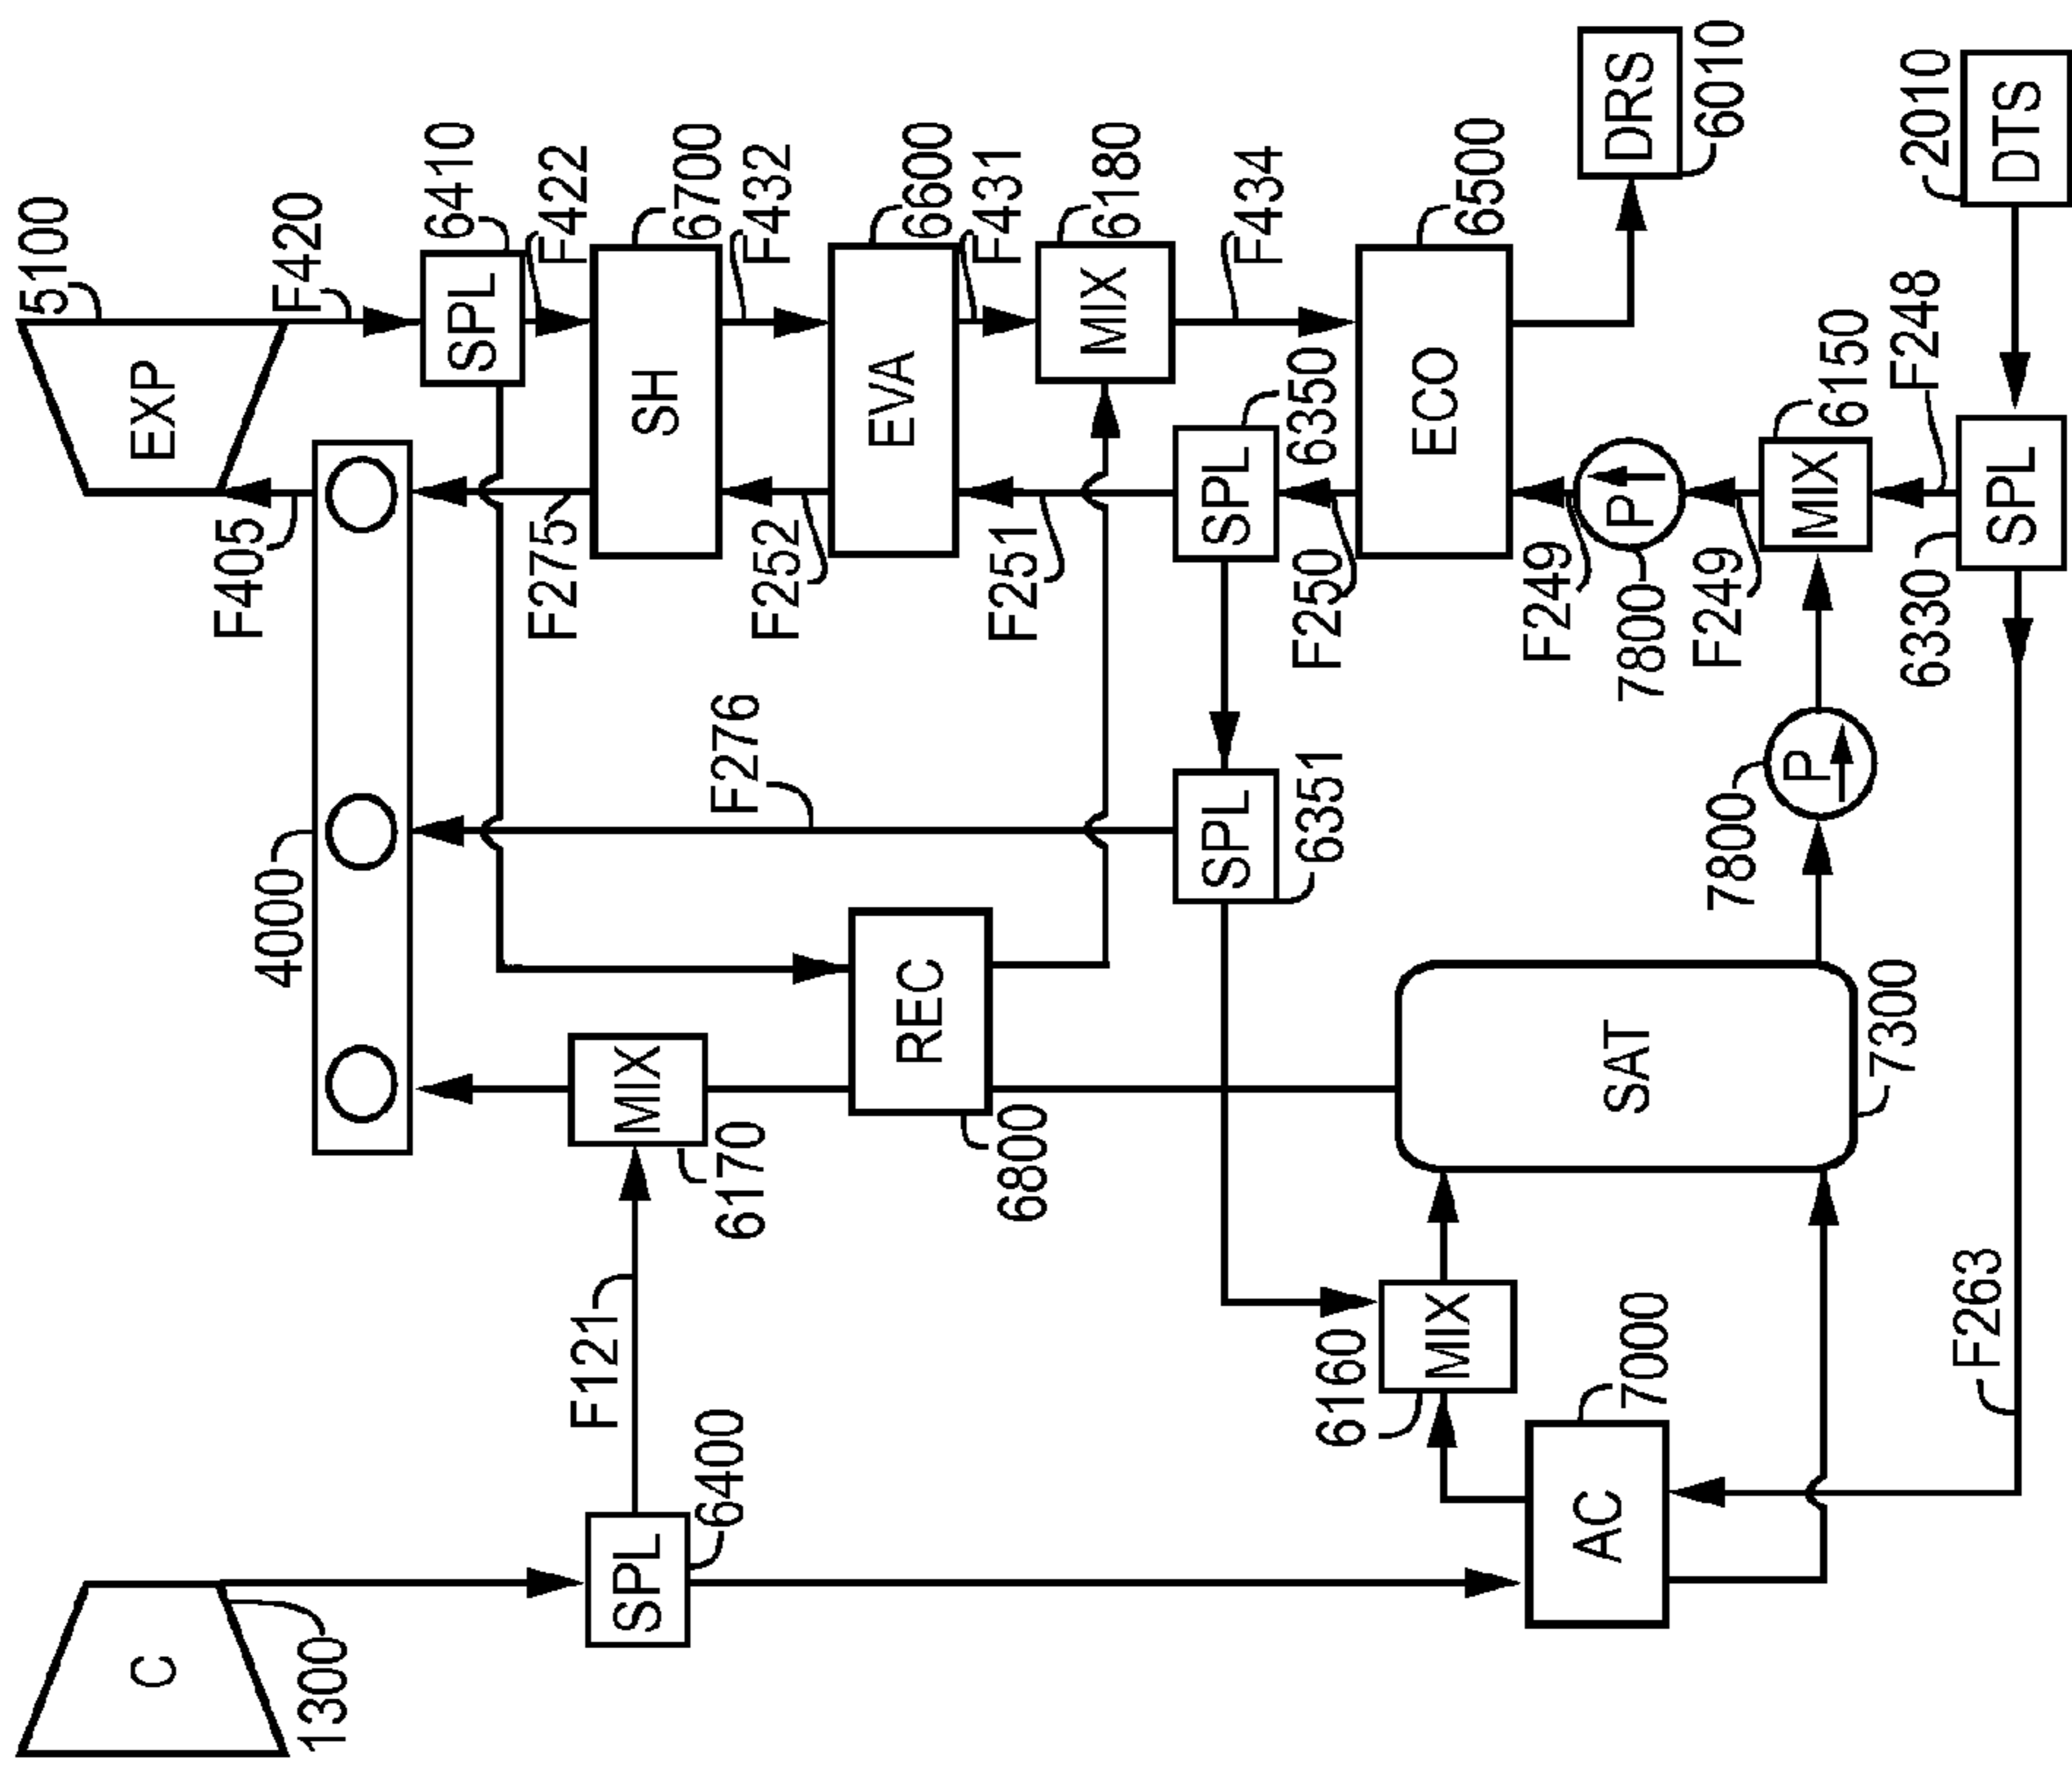 C
1300
SPL
6400
F121
MIX
6170
4000
F405
EXP
5100
F420
SPL
6410
F422
F275
SH
6700
F432
F252
EVA
6600
F431
F251
MIX
6180
F434
F276
REC
6800
SPL
6350
SPL
6351
F250
ECO
6500
DRS
6010
F249
P
7800
F249
MIX
6150
F248
DTS
2010
SPL
6330
P
7800
SAT
7300
MIX
6160
AC
7000
F263